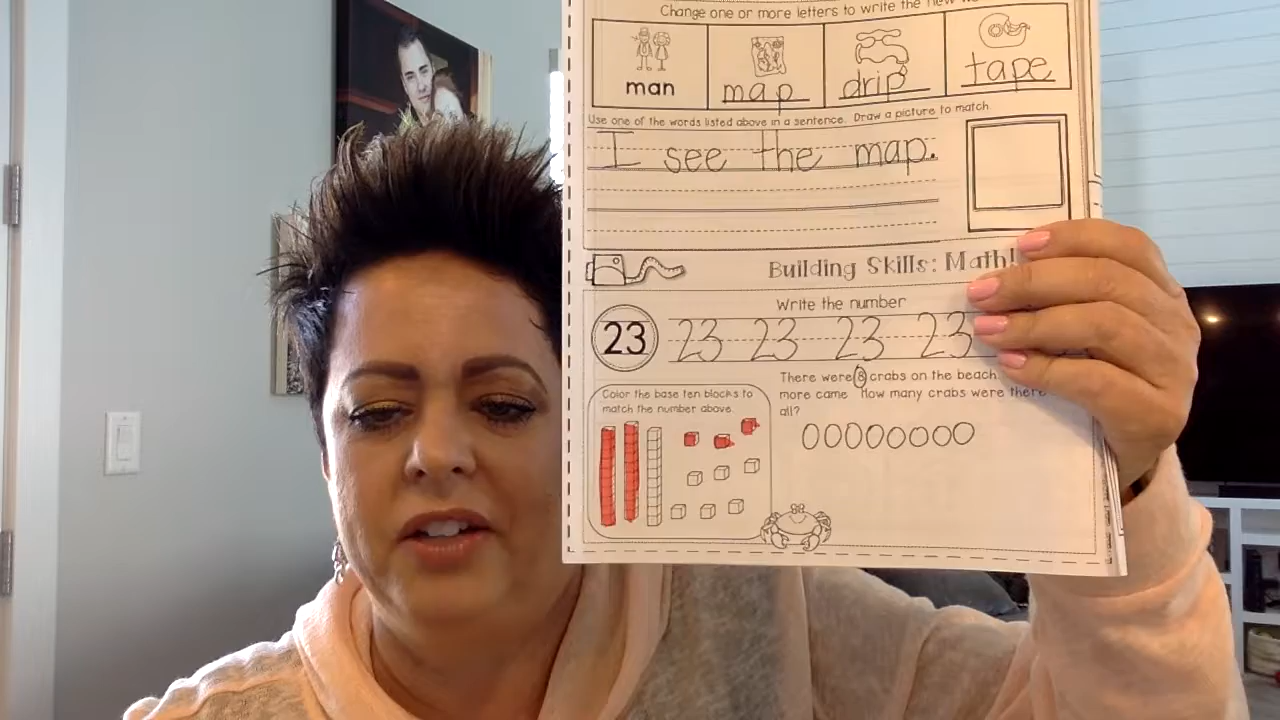 Change one or more letters to write the new
man map drip tape
Use one of the words listed above in a sentence. Draw a picture to match.
I see the map.
Building Skills: Math!
Write the number
23 23 23 23 23
There were 8 crabs on the beach.
more came How many crabs were there
all?
Color the base ten blocks to
match the number above.